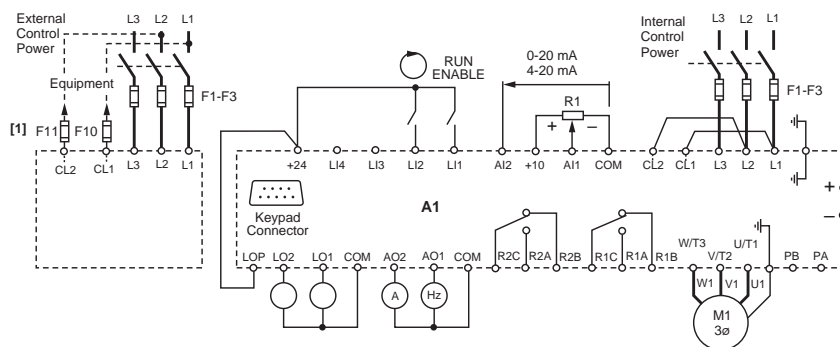 External
Control
Power
L3 L2 L1
Equipment
F1-F3
[1] F11 F10
CL2 CL1 L3 L2 L1
RUN
ENABLE
0-20 mA
4-20 mA
R1
+ –
Internal
Control
Power
L3 L2 L1
F1-F3
+24 LI4 LI3 LI2 LI1 AI2 +10 AI1 COM CL2 CL1 L3 L2 L1
Keypad
Connector
A1
+
–
LOP LO2 LO1 COM AO2 AO1 COM R2C R2A R2B R1C R1A R1B W/T3 V/T2 U/T1 PB PA
A Hz
W1 V1 U1
M1
3ø